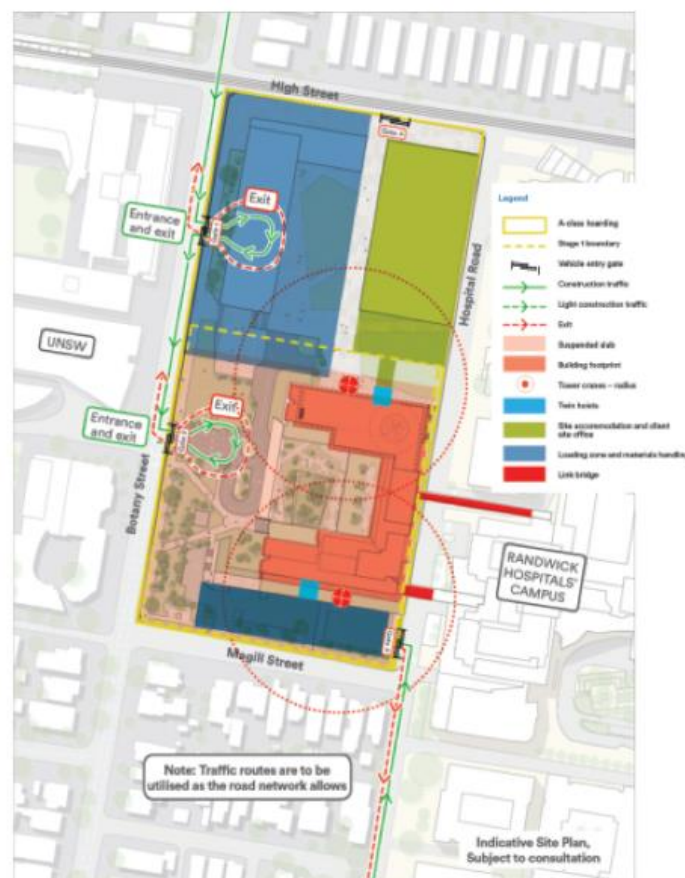 High Street
Gate 4
Exit
Entrance
and exit
Hospital Road
UNSW
Exit
Entrance
and exit
Botany Street
Magill Street
RANDWICK
HOSPITALS'
CAMPUS
Legend
A-class hoarding
Stage 1 boundary
Vehicle entry gate
Construction traffic
Light construction traffic
Exit
Suspended slab
Building footprint
Tower cranes – radius
Twin hoists
Site accommodation and client
site office
Loading zone and materials handling
Link bridge
Note: Traffic routes are to be
utilised as the road network allows
Indicative Site Plan,
Subject to consultation